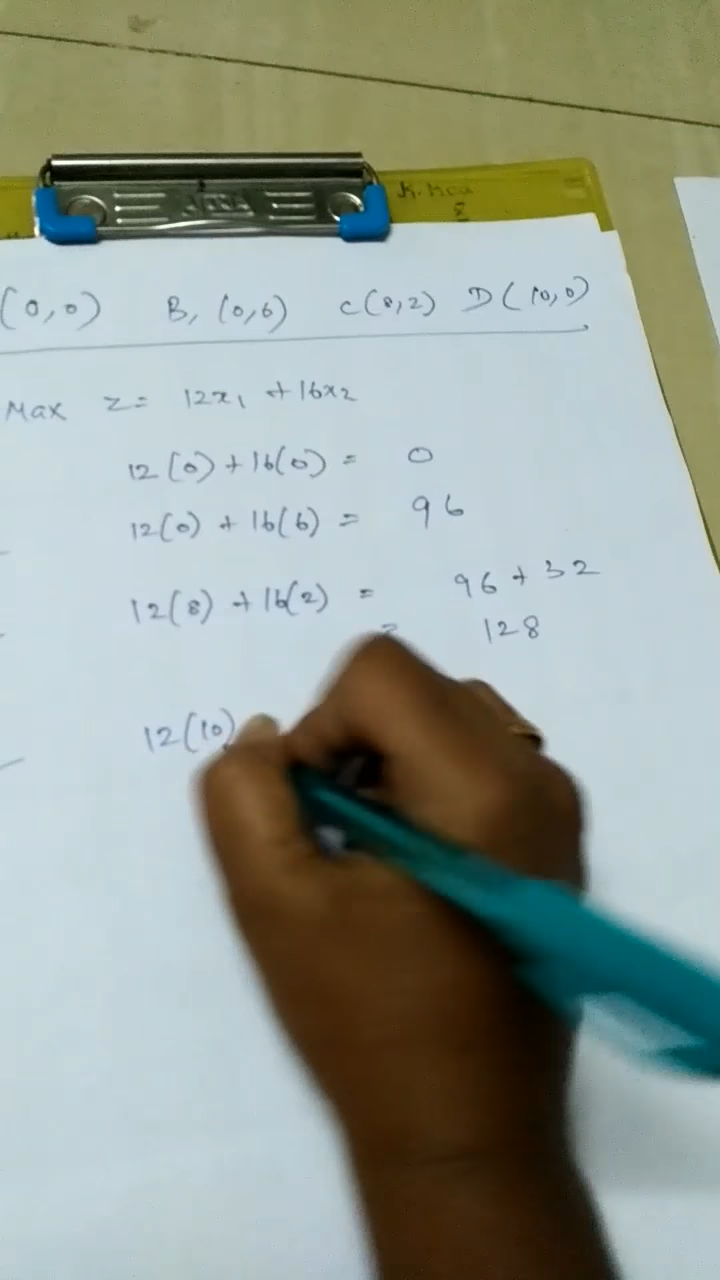 (0,0) B, (0,6) C(8,2) D(10,0)
Max Z= 12x₁ + 16x₂
12(0)+16(0) = 0
12(0) + 16(6) = 96
12(8) + 16(2) = 96 + 32
= 128
12(10)